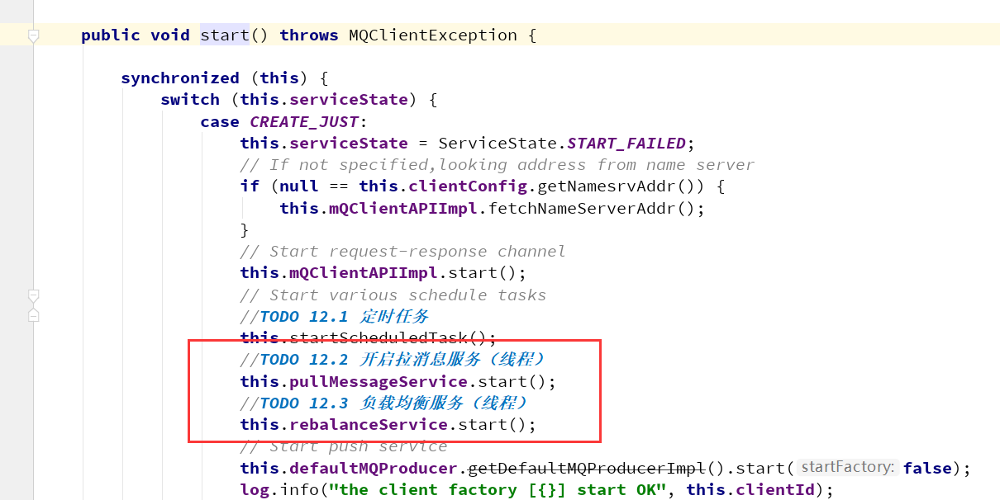 public void start() throws MQClientException {
synchronized (this) {
switch (this.serviceState) {
case CREATE_JUST:
this.serviceState = ServiceState.START_FAILED;
// If not specified,looking address from name server
if (null == this.clientConfig.getNamesrvAddr()) {
this.mQClientAPIImpl.fetchNameServerAddr();
}
// Start request-response channel
this.mQClientAPIImpl.start();
// Start various schedule tasks
//TODO 12.1 定时任务
this.startScheduledTask();
//TODO 12.2 开启拉消息服务（线程）
this.pullMessageService.start();
//TODO 12.3 负载均衡服务（线程）
this.rebalanceService.start();
// Start push service
this.defaultMQProducer.getDefaultMQProducerImpl().start( startFactory: false);
log.info("the client factory [{}] start OK", this.clientId);